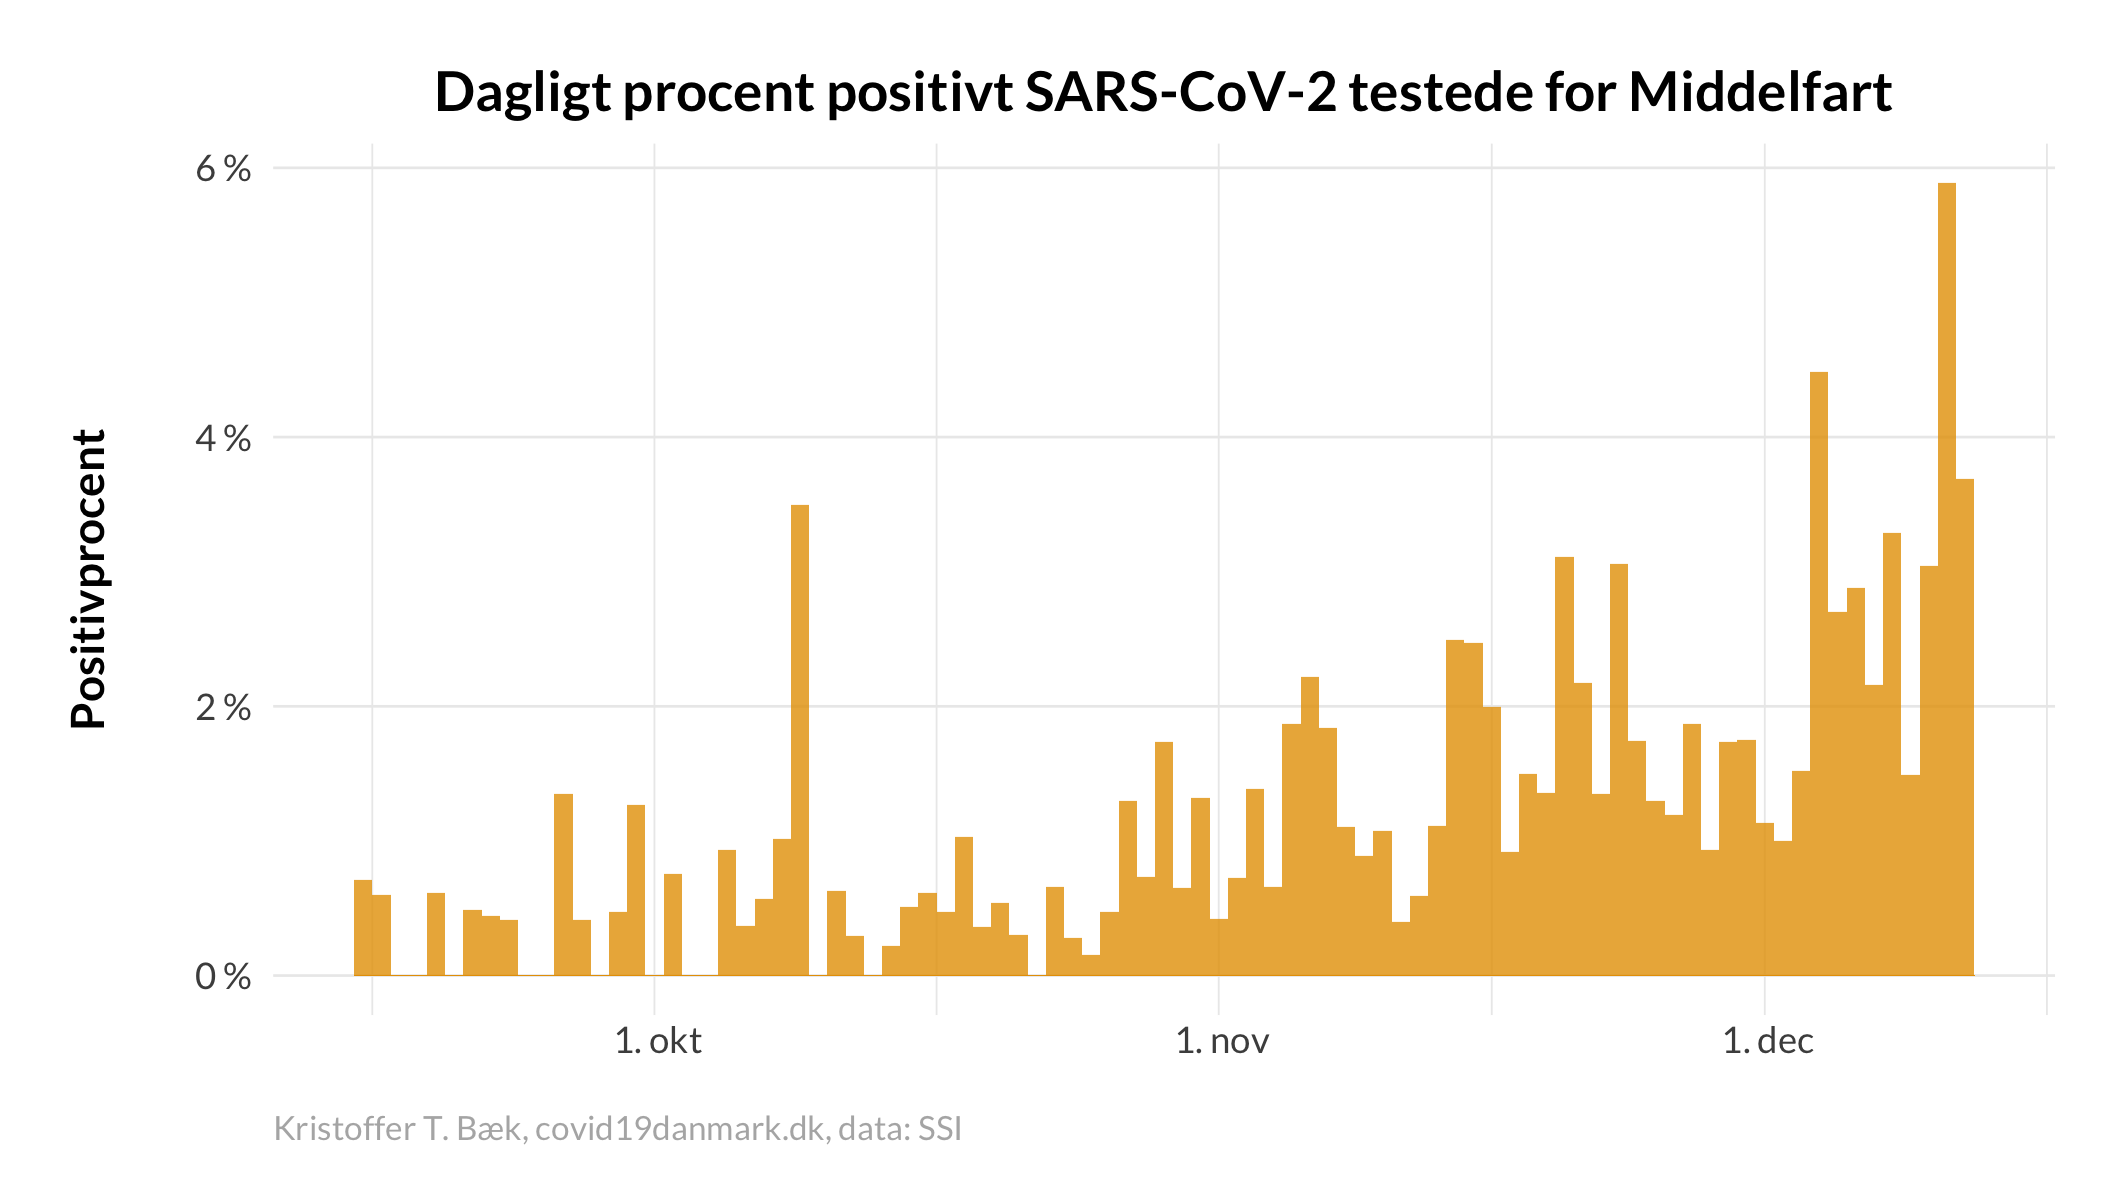 Dagligt procent positivt SARS-CoV-2 testede for Middelfart
Positivprocent
6 %
4 %
2 %
0 %
1. okt
1. nov
1. dec
Kristoffer T. Bæk, covid19danmark.dk, data: SSI